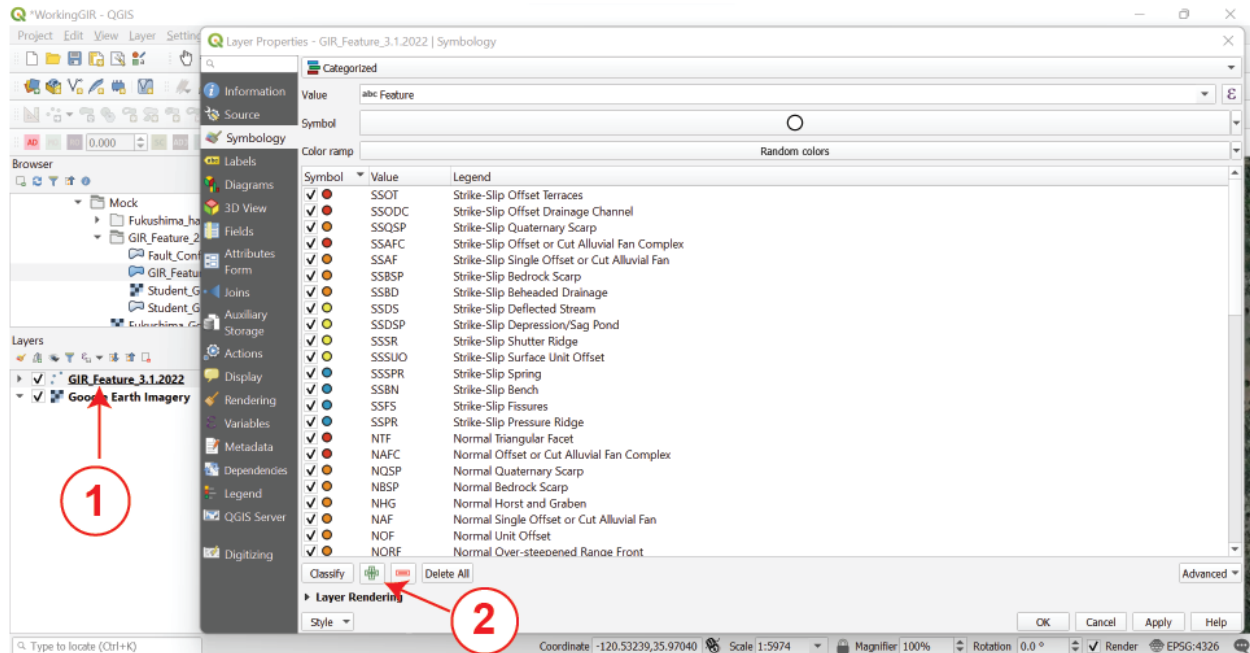 *WorkingGIR - QGIS
Project Edit View Layer Setting
Layer Properties - GIR_Feature_3.1.2022 | Symbology
0.000
Browser
Mock
Fukushima_ha
GIR_Feature_2
Fault_Conf
GIR_Featu
Student_G
Student_G
Fukushima_G
Layers
GIR_Feature_3.1.2022
Google Earth Imagery
1
Information
Source
Symbology
Labels
Diagrams
3D View
Fields
Attributes
Form
Joins
Auxiliary
Storage
Actions
Display
Rendering
Variables
Metadata
Dependencies
Legend
QGIS Server
Digitizing
Categorized
Value abc Feature ε
Symbol
Color ramp Random colors
Symbol Value Legend
SSOT Strike-Slip Offset Terraces
SSODC Strike-Slip Offset Drainage Channel
SSQSP Strike-Slip Quaternary Scarp
SSAFC Strike-Slip Offset or Cut Alluvial Fan Complex
SSAF Strike-Slip Single Offset or Cut Alluvial Fan
SSBSP Strike-Slip Bedrock Scarp
SSBD Strike-Slip Beheaded Drainage
SSDS Strike-Slip Deflected Stream
SSDSP Strike-Slip Depression/Sag Pond
SSSR Strike-Slip Shutter Ridge
SSSUO Strike-Slip Surface Unit Offset
SSSPR Strike-Slip Spring
SSBN Strike-Slip Bench
SSFS Strike-Slip Fissures
SSPR Strike-Slip Pressure Ridge
NTF Normal Triangular Facet
NAFC Normal Offset or Cut Alluvial Fan Complex
NQSP Normal Quaternary Scarp
NBSP Normal Bedrock Scarp
NHG Normal Horst and Graben
NAF Normal Single Offset or Cut Alluvial Fan
NOF Normal Unit Offset
NORF Normal Over-steepened Range Front
Classify Delete All Advanced
Layer Rendering
2
Style OK Cancel Apply Help
Type to locate (Ctrl+K) Coordinate -120.53239,35.97040 Scale 1:5974 Magnifier 100% Rotation 0.0 ° Render EPSG:4326